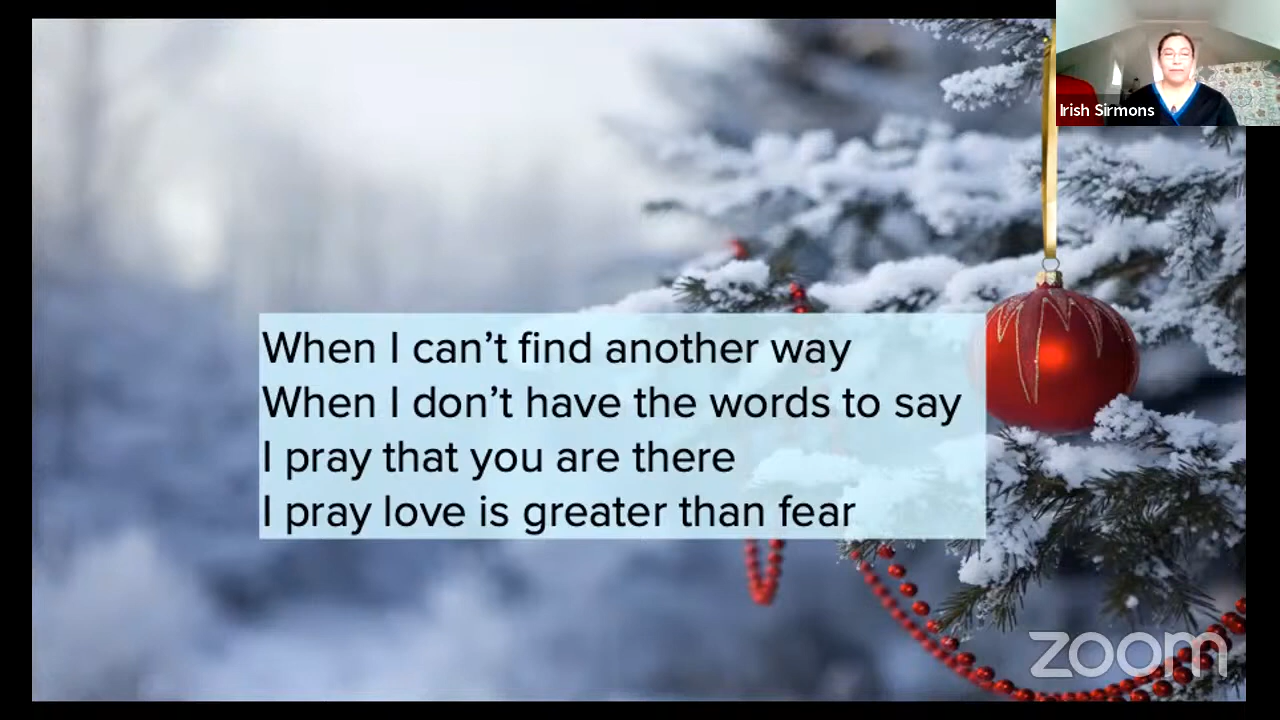 Irish Sirmons
When I can’t find another way
When I don’t have the words to say
I pray that you are there
I pray love is greater than fear
zoom